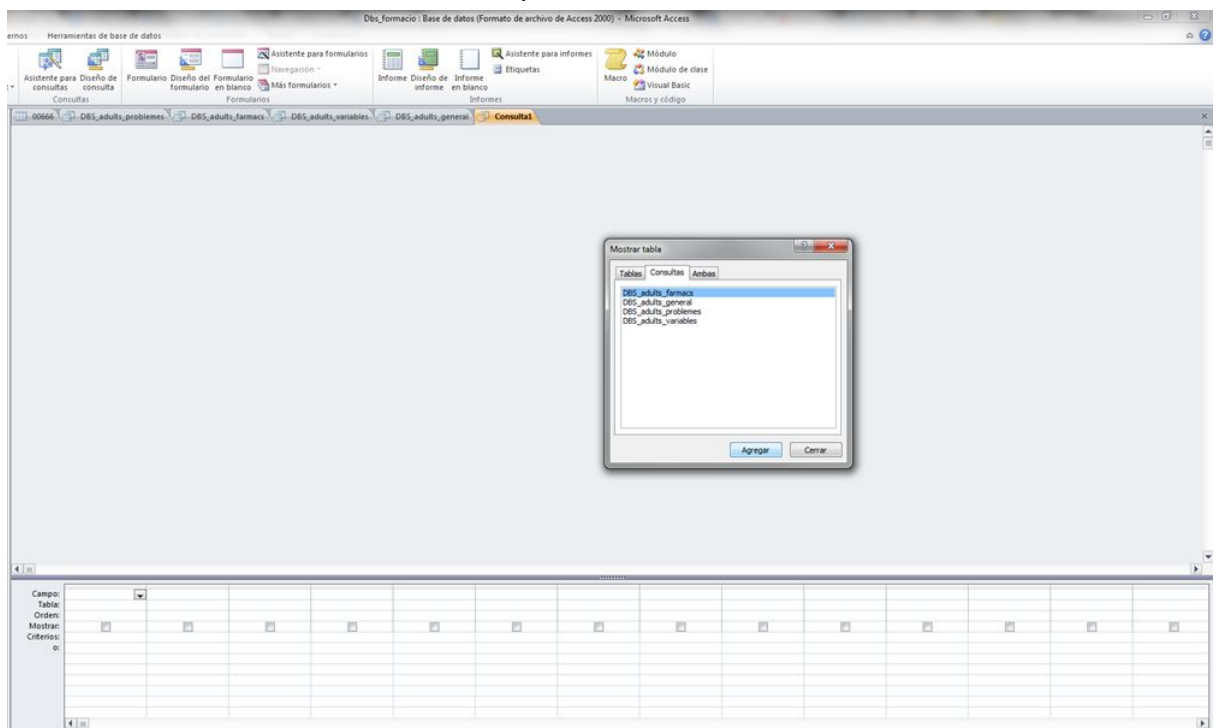 Dbs_formacio : Base de datos (Formato de archivo de Access 2000) - Microsoft Access
ernos Herramientas de base de datos
Asistente para consultas
Diseño de consulta
Consultas
Formulario
Diseño del formulario
Formulario en blanco
Asistente para formularios
Navegación
Más formularios
Formularios
Informe
Diseño de informe
Informe en blanco
Asistente para informes
Etiquetas
Informes
Macro
Módulo
Módulo de clase
Visual Basic
Macros y código
00666 DBS_adults_problemes DBS_adults_farmacs DBS_adults_variables DBS_adults_general Consulta1
Mostrar tabla
Tablas Consultas Ambas
DBS_adults_farmacs
DBS_adults_general
DBS_adults_problemes
DBS_adults_variables
Agregar Cerrar
Campo:
Tabla:
Orden:
Mostrar:
Criterios:
o: